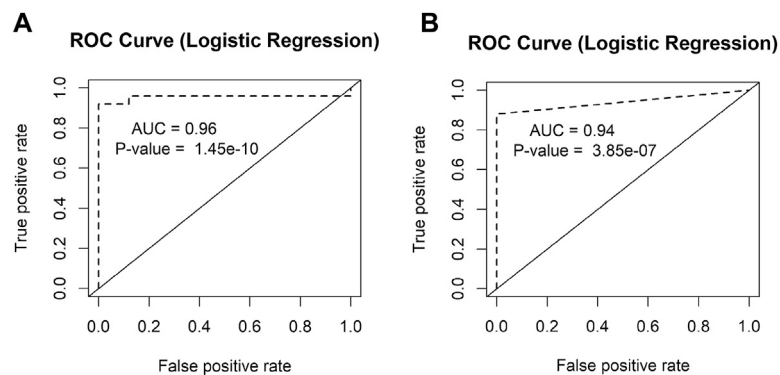 A
ROC Curve (Logistic Regression)
True positive rate
1.0
0.8
0.6
0.4
0.2
0.0
AUC = 0.96
P-value = 1.45e-10
0.0 0.2 0.4 0.6 0.8 1.0
False positive rate
B
ROC Curve (Logistic Regression)
True positive rate
1.0
0.8
0.6
0.4
0.2
0.0
AUC = 0.94
P-value = 3.85e-07
0.0 0.2 0.4 0.6 0.8 1.0
False positive rate